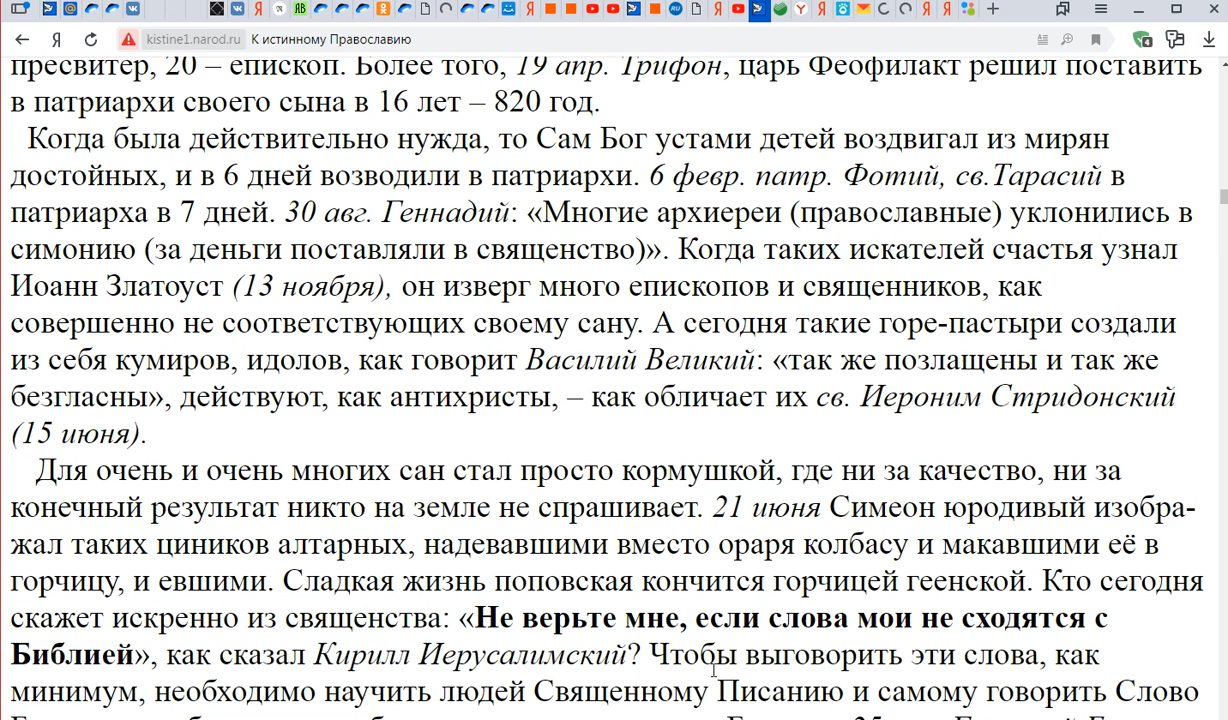 kistine1.narod.ru К истинному Православию
пресвитер, 20 – епископ. Более того, 19 апр. Трифон, царь Феофилакт решил поставить
в патриархи своего сына в 16 лет – 820 год.
Когда была действительно нужда, то Сам Бог устами детей воздвигал из мирян
достойных, и в 6 дней возводили в патриархи. 6 февр. патр. Фотий, св.Тарасий в
патриарха в 7 дней. 30 авг. Геннадий: «Многие архиереи (православные) уклонились в
симонию (за деньги поставляли в священство)». Когда таких искателей счастья узнал
Иоанн Златоуст (13 ноября), он изверг много епископов и священников, как
совершенно не соответствующих своему сану. А сегодня такие горе-пастыри создали
из себя кумиров, идолов, как говорит Василий Великий: «так же позлащены и так же
безгласны», действуют, как антихристы, – как обличает их св. Иероним Стридонский
(15 июня).
Для очень и очень многих сан стал просто кормушкой, где ни за качество, ни за
конечный результат никто на земле не спрашивает. 21 июня Симеон юродивый изобра-
жал таких циников алтарных, надевавшими вместо ораря колбасу и макавшими её в
горчицу, и евшими. Сладкая жизнь поповская кончится горчицей геенской. Кто сегодня
скажет искренно из священства: «Не верьте мне, если слова мои не сходятся с
Библией», как сказал Кирилл Иерусалимский? Чтобы выговорить эти слова, как
минимум, необходимо научить людей Священному Писанию и самому говорить Слово